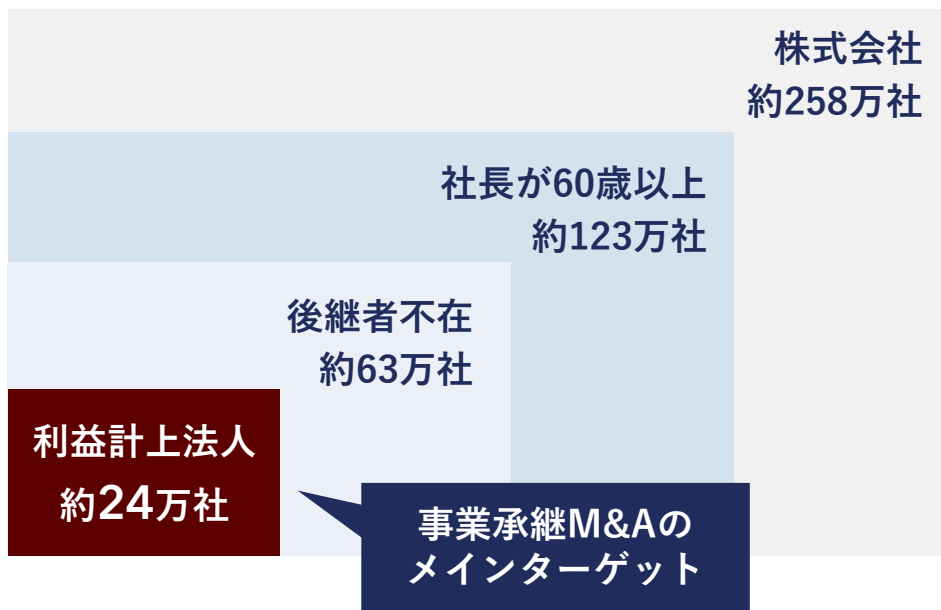 株式会社
約258万社
社長が60歳以上
約123万社
後継者不在
約63万社
利益計上法人
約24万社
事業承継M&Aの
メインターゲット